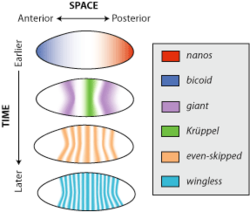 SPACE
Anterior Posterior
Earlier
TIME
Later
nanos
bicoid
giant
Krüppel
even-skipped
wingless